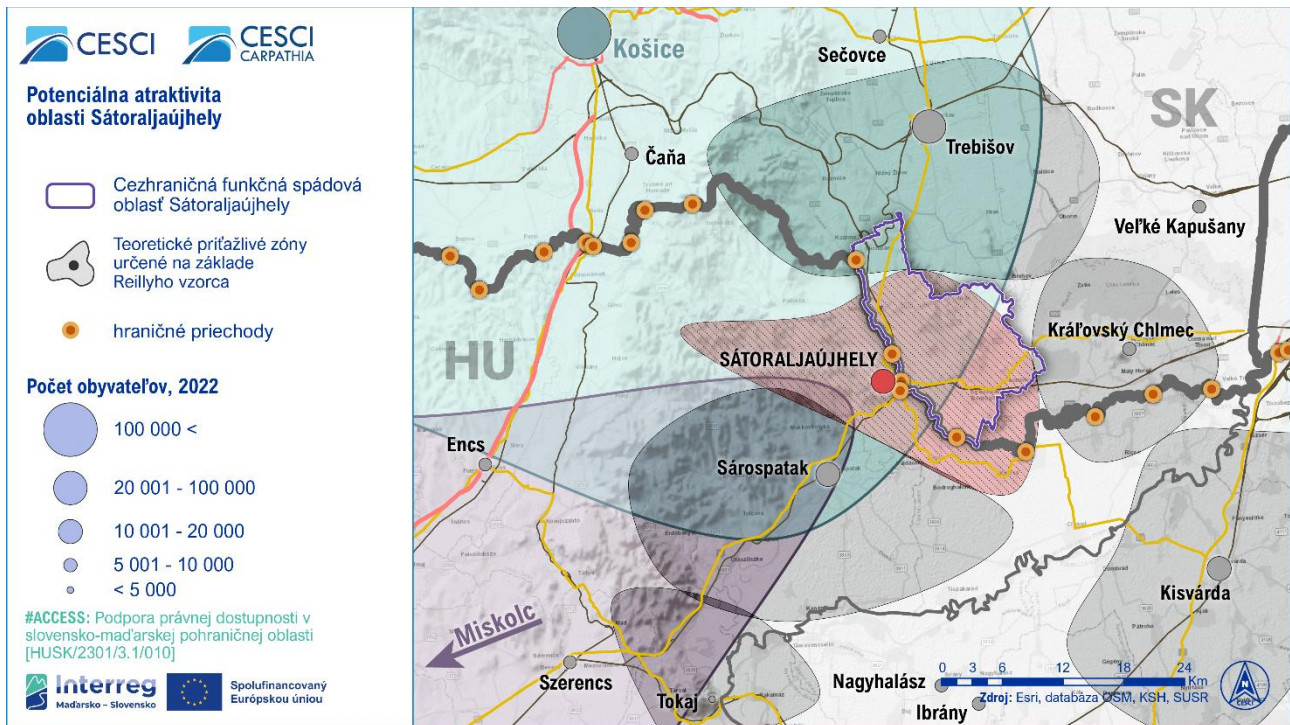 CESCI
CESCI
CARPATHIA
Potenciálna atraktivita
oblasti Sátoraljaújhely
Cezhraničná funkčná spádová
oblasť Sátoraljaújhely
Teoretické príťažlivé zóny
určené na základe
Reillyho vzorca
hraničné priechody
Počet obyvateľov, 2022
100 000 <
20 001 - 100 000
10 001 - 20 000
5 001 - 10 000
< 5 000
#ACCESS: Podpora právnej dostupnosti v
slovensko-maďarskej pohraničnej oblasti
[HUSK/2301/3.1/010]
Interreg
Maďarsko – Slovensko
Spolufinancovaný
Európskou úniou
Košice
Sečovce
SK
Trebišov
Čaňa
Veľké Kapušany
Kráľovský Chlmec
HU
SÁTORALJAÚJHELY
Encs
Sárospatak
Kisvárda
Miskolc
Szerencs
Tokaj
Nagyhalász
Ibrány
0 3 6 12 18 24
Km
Zdroj: Esri, databáza OSM, KSH, SUSR
N
CESCI